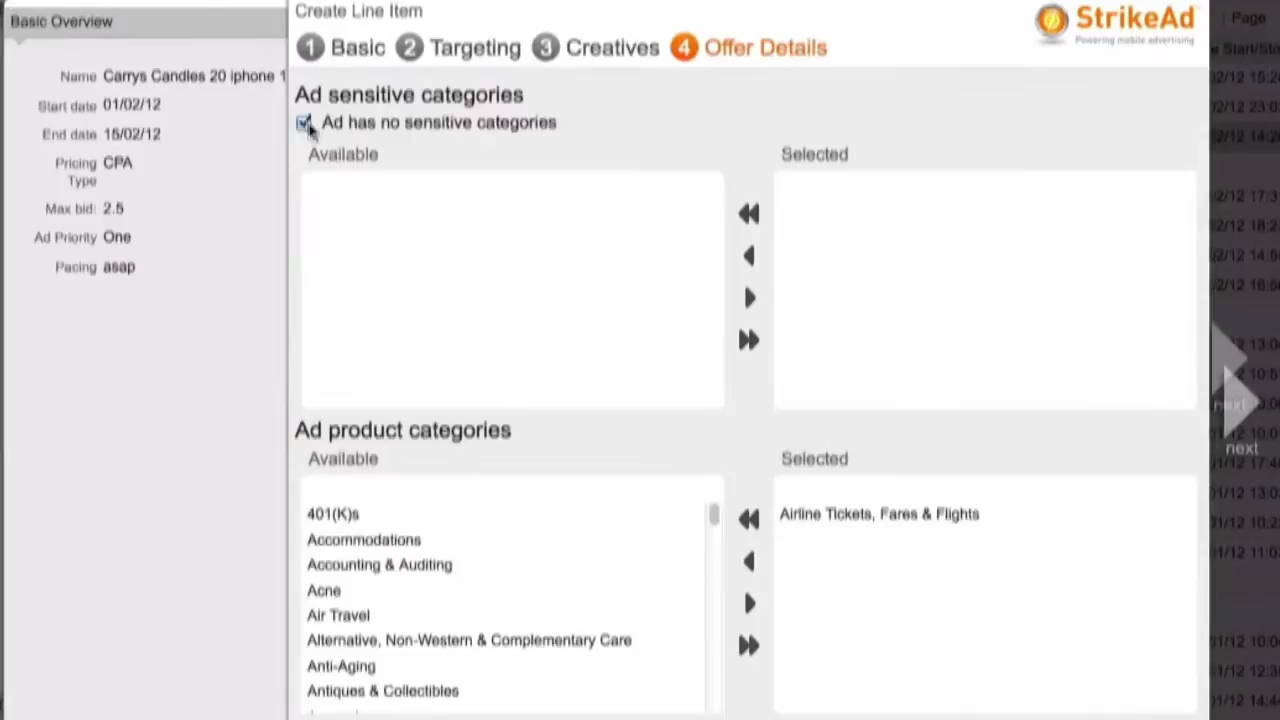 Basic Overview
Name Carrys Candles 20 iphone 1
Start date 01/02/12
End date 15/02/12
Pricing Type CPA
Max bid: 2.5
Ad Priority One
Pacing asap
Create Line Item
1 Basic 2 Targeting 3 Creatives 4 Offer Details
StrikeAd
Powering mobile advertising
Ad sensitive categories
Ad has no sensitive categories
Available
Selected
Ad product categories
Available
Selected
401(K)s
Accommodations
Accounting & Auditing
Acne
Air Travel
Alternative, Non-Western & Complementary Care
Anti-Aging
Antiques & Collectibles
Airline Tickets, Fares & Flights
Page
next
next